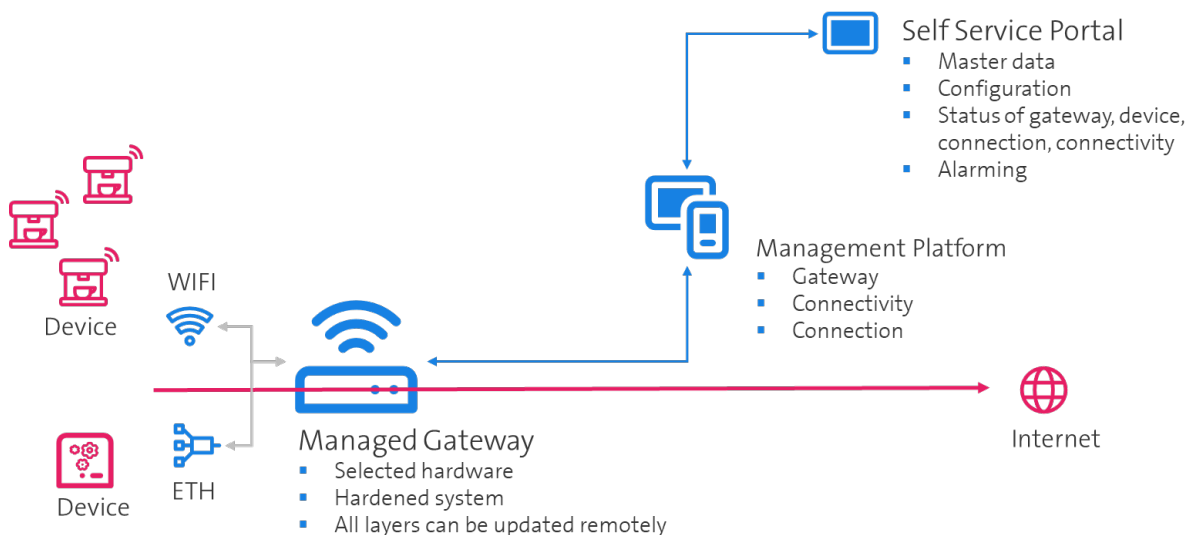 Self Service Portal
▪ Master data
▪ Configuration
▪ Status of gateway, device,
connection, connectivity
▪ Alarming
Management Platform
▪ Gateway
▪ Connectivity
▪ Connection
WIFI
Device
Internet
Managed Gateway
▪ Selected hardware
▪ Hardened system
▪ All layers can be updated remotely
ETH
Device